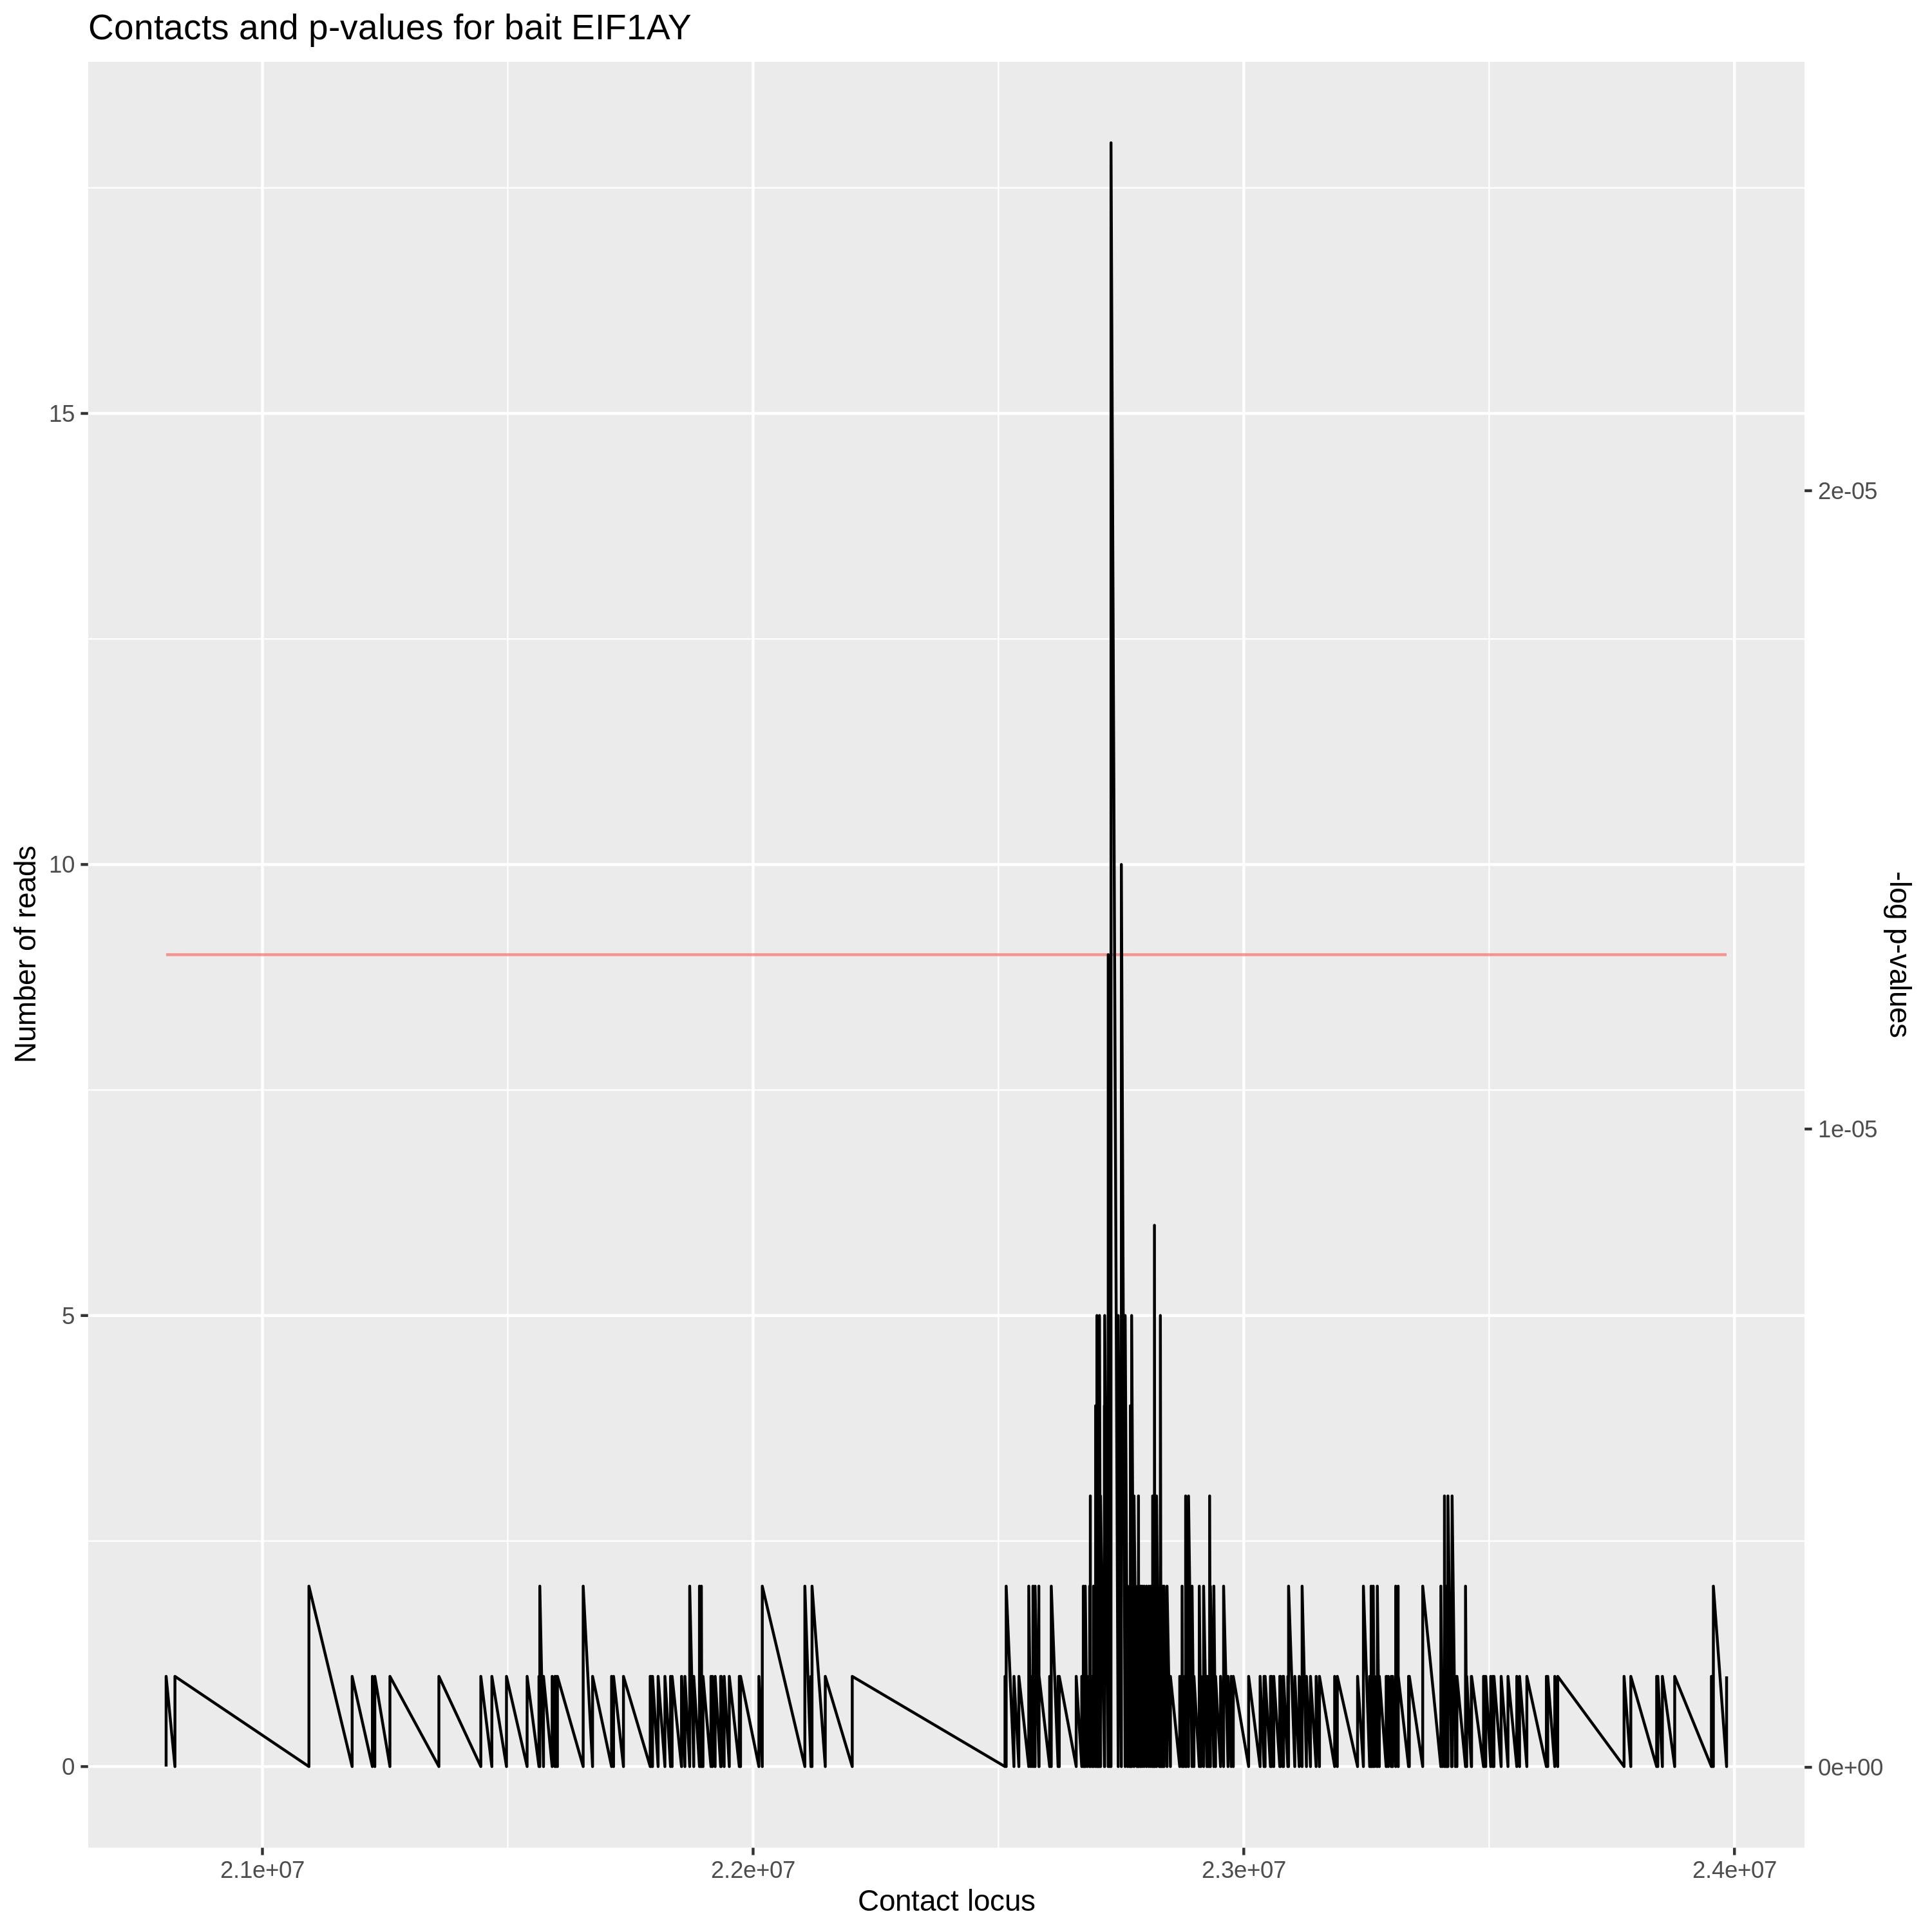 Contacts and p-values for bait EIF1AY
Number of reads
15
10
5
0
2e-05
1e-05
0e+00
-log p-values
2.1e+07
2.2e+07
2.3e+07
2.4e+07
Contact locus